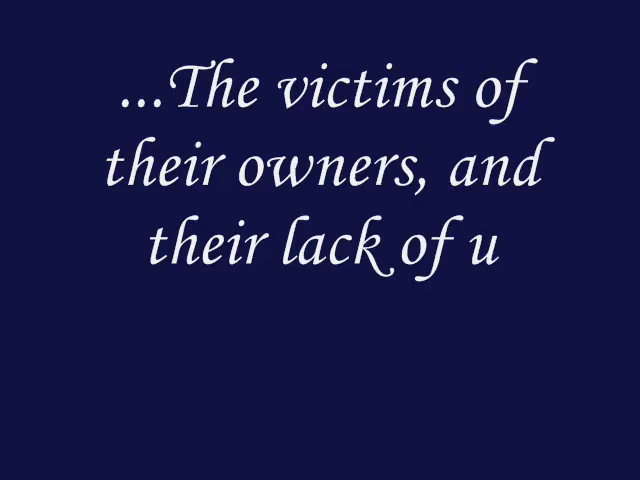 ...The victims of
their owners, and
their lack of u